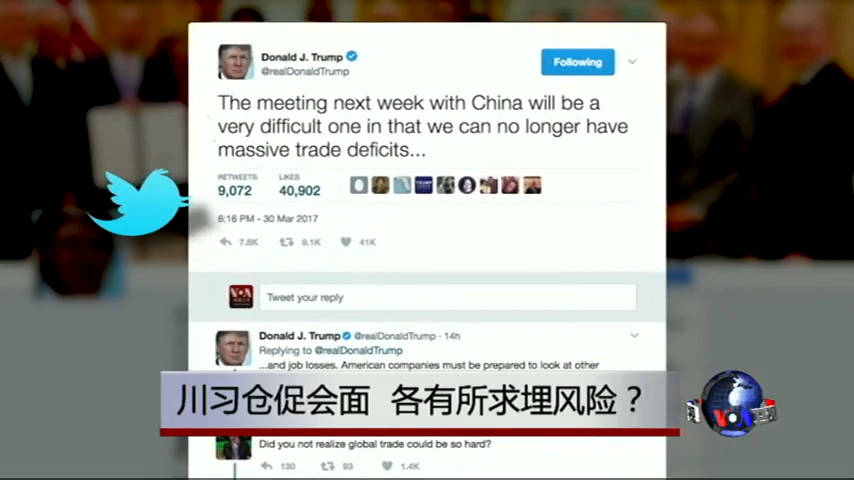 Donald J. Trump
@realDonaldTrump
Following
The meeting next week with China will be a
very difficult one in that we can no longer have
massive trade deficits...
RETWEETS LIKES
9,072 40,902
6:16 PM - 30 Mar 2017
7.8K 9.1K 41K
VOA
Tweet your reply
Donald J. Trump @realDonaldTrump · 14h
Replying to @realDonaldTrump
...and job losses. American companies must be prepared to look at other
川习仓促会面 各有所求埋风险？
VOA
Did you not realize global trade could be so hard?
130 93 1.4K